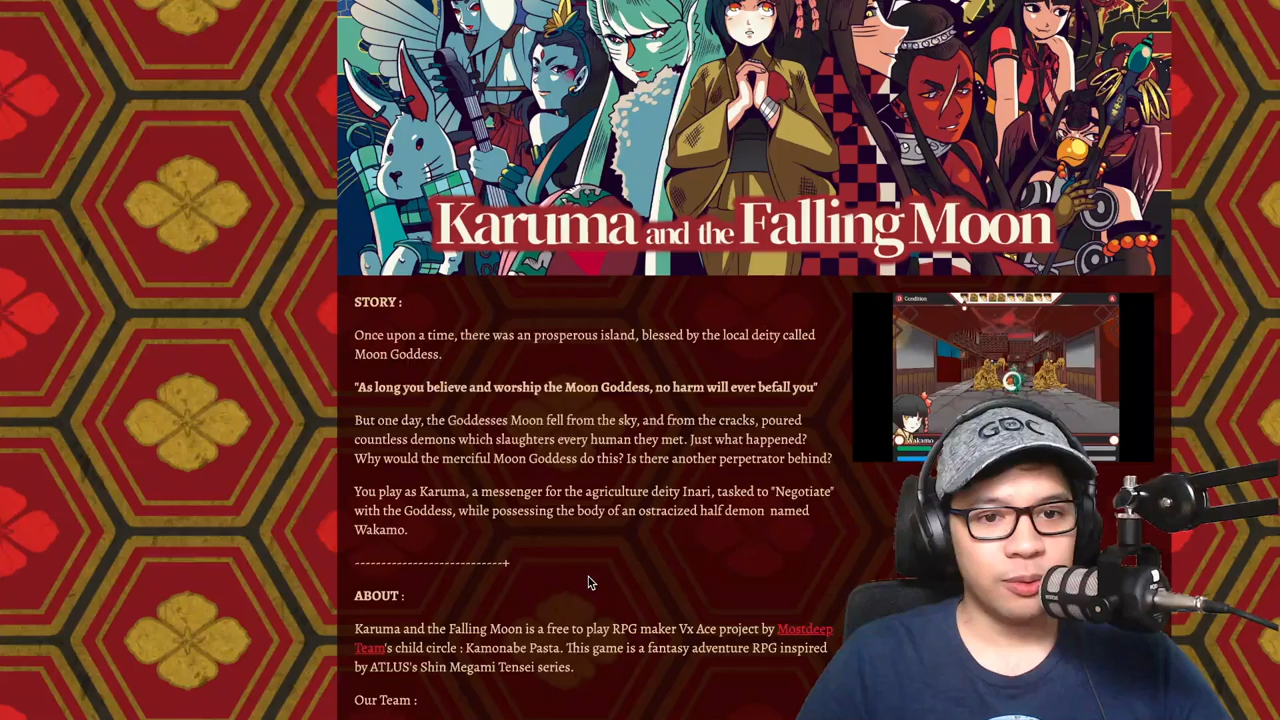 Karuma and the Falling Moon
STORY :
Once upon a time, there was an prosperous island, blessed by the local deity called
Moon Goddess.
"As long you believe and worship the Moon Goddess, no harm will ever befall you"
But one day, the Goddesses Moon fell from the sky, and from the cracks, poured
countless demons which slaughters every human they met. Just what happened?
Why would the merciful Moon Goddess do this? Is there another perpetrator behind?
You play as Karuma, a messenger for the agriculture deity Inari, tasked to "Negotiate"
with the Goddess, while possessing the body of an ostracized half demon named
Wakamo.
----------------------------+
ABOUT :
Karuma and the Falling Moon is a free to play RPG maker Vx Ace project by Mostdeep
Team's child circle : Kamonabe Pasta. This game is a fantasy adventure RPG inspired
by ATLUS's Shin Megami Tensei series.
Our Team :
Condition
Wakamo
GOC